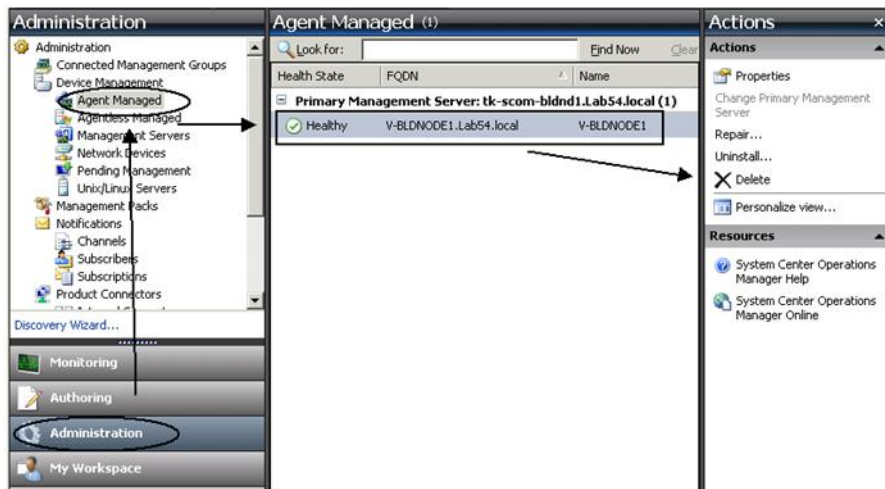 Administration
Administration
Connected Management Groups
Device Management
Agent Managed
Agentless Managed
Management Servers
Network Devices
Pending Management
Unix/Linux Servers
Management Packs
Notifications
Channels
Subscribers
Subscriptions
Product Connectors
Discovery Wizard...
Monitoring
Authoring
Administration
My Workspace
Agent Managed (1)
Look for:
Find Now
Clear
Health State FQDN Name
Primary Management Server: tk-scom-bldnd1.Lab54.local (1)
Healthy V-BLDNODE1.Lab54.local V-BLDNODE1
Actions
Actions
Properties
Change Primary Management
Server
Repair...
Uninstall...
Delete
Personalize view...
Resources
System Center Operations
Manager Help
System Center Operations
Manager Online